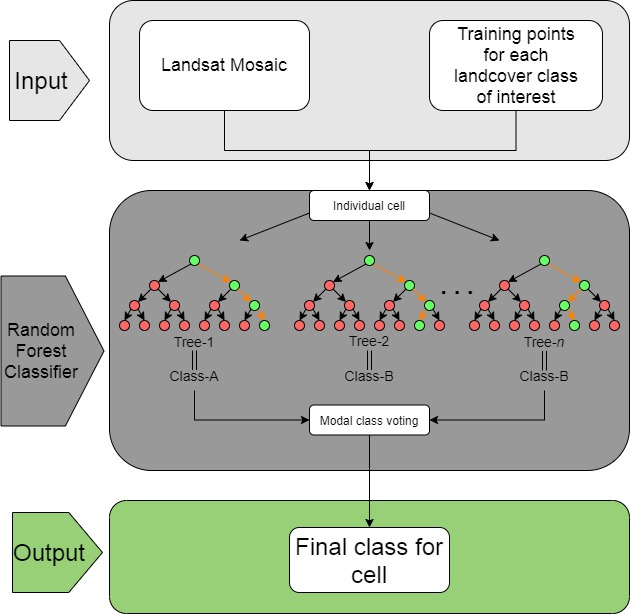 Input
Landsat Mosaic
Training points
for each
landcover class
of interest
Individual cell
Random
Forest
Classifier
. . .
Tree-1
Tree-2
Tree-n
Class-A
Class-B
Class-B
Modal class voting
Output
Final class for
cell